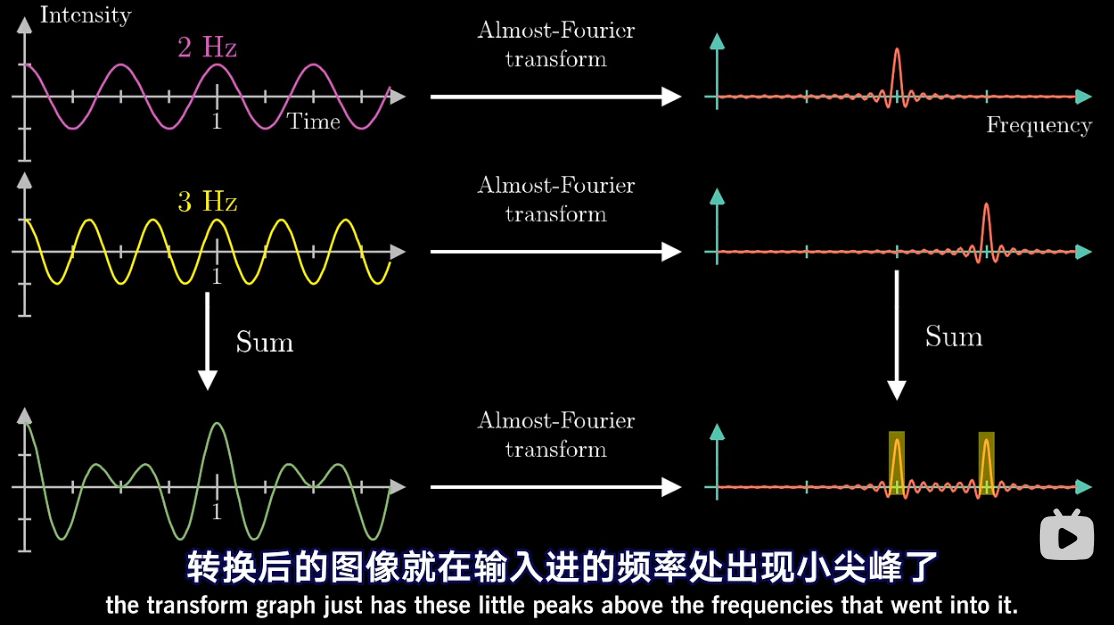 Intensity
2 Hz
Almost-Fourier
transform
1
Time
Frequency
3 Hz
Almost-Fourier
transform
1
Sum
Sum
Almost-Fourier
transform
1
转换后的图像就在输入进的频率处出现小尖峰了
the transform graph just has these little peaks above the frequencies that went into it.